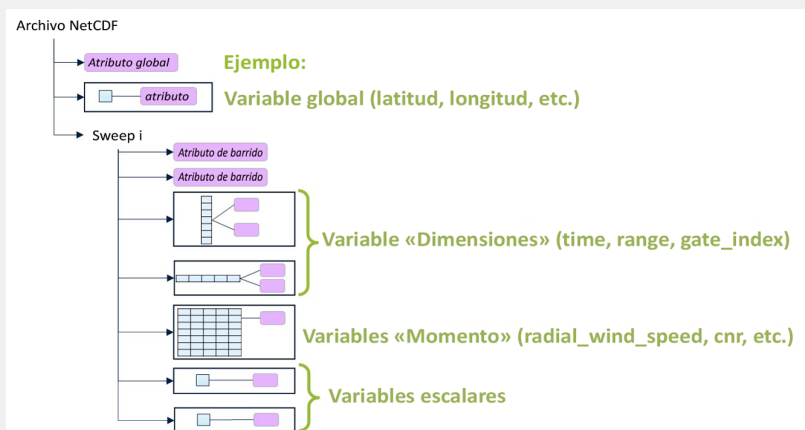 Archivo NetCDF
Atributo global
Ejemplo:
atributo
Variable global (latitud, longitud, etc.)
Sweep i
Atributo de barrido
Atributo de barrido
Variable «Dimensiones» (time, range, gate_index)
Variables «Momento» (radial_wind_speed, cnr, etc.)
Variables escalares